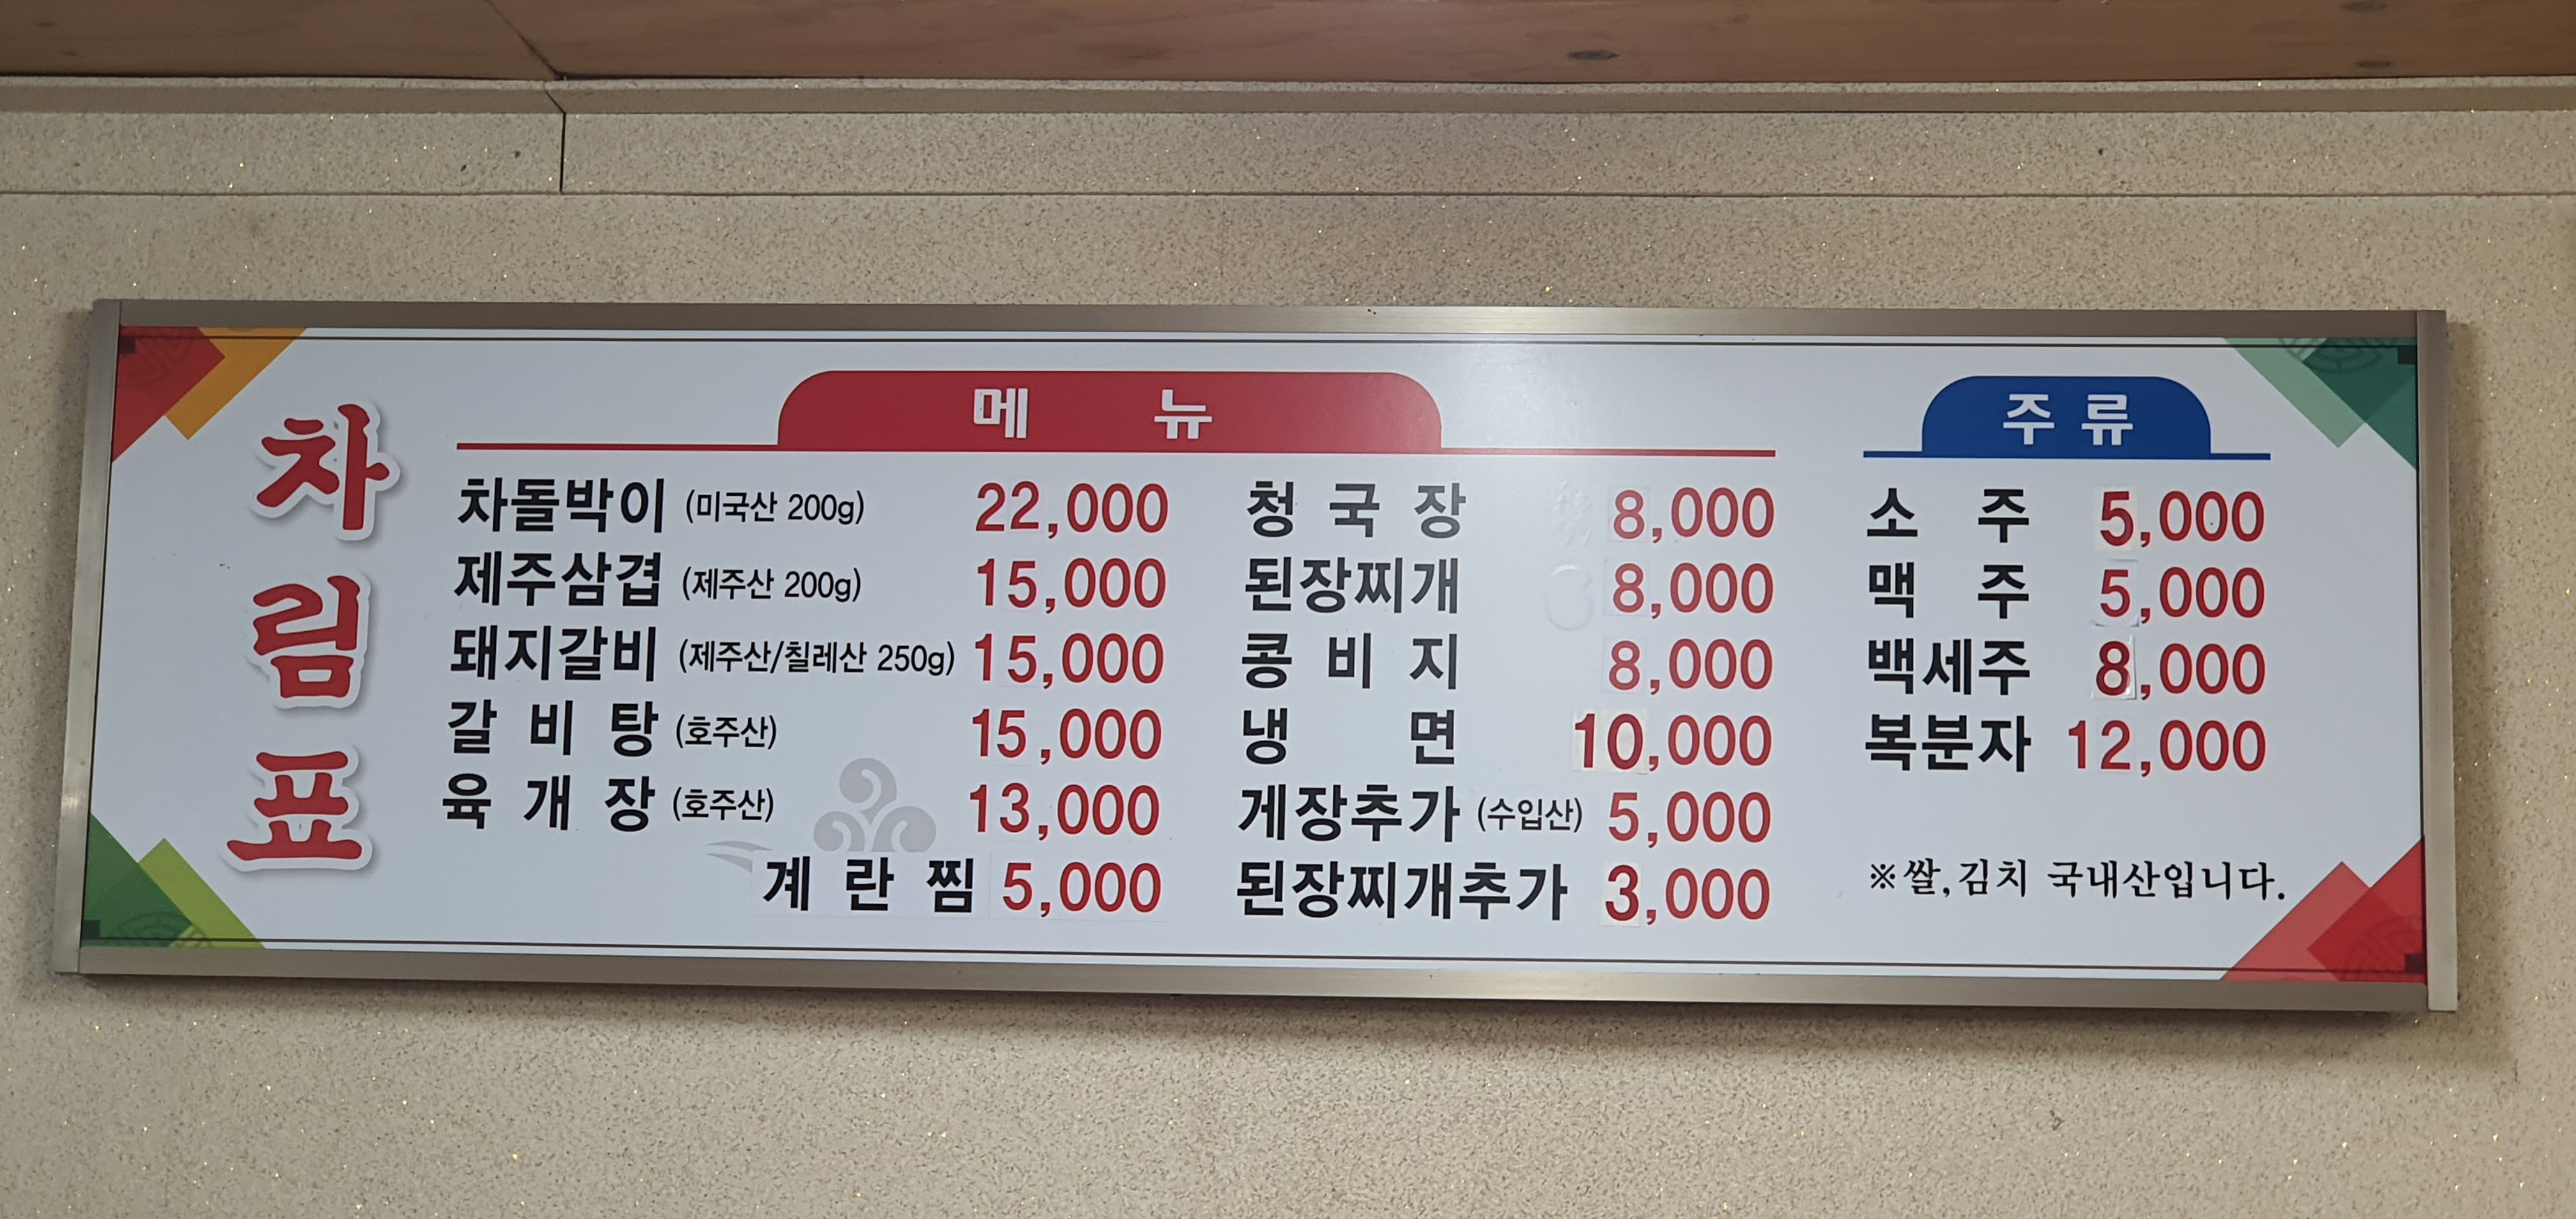 차림표
메뉴
차돌박이 (미국산 200g) 22,000
제주삼겹 (제주산 200g) 15,000
돼지갈비 (제주산/칠레산 250g) 15,000
갈비탕 (호주산) 15,000
육개장 (호주산) 13,000
계란찜 5,000
청국장 8,000
된장찌개 8,000
콩비지 8,000
냉면 10,000
게장추가 (수입산) 5,000
된장찌개추가 3,000
주류
소주 5,000
맥주 5,000
백세주 8,000
복분자 12,000
※쌀,김치 국내산입니다.